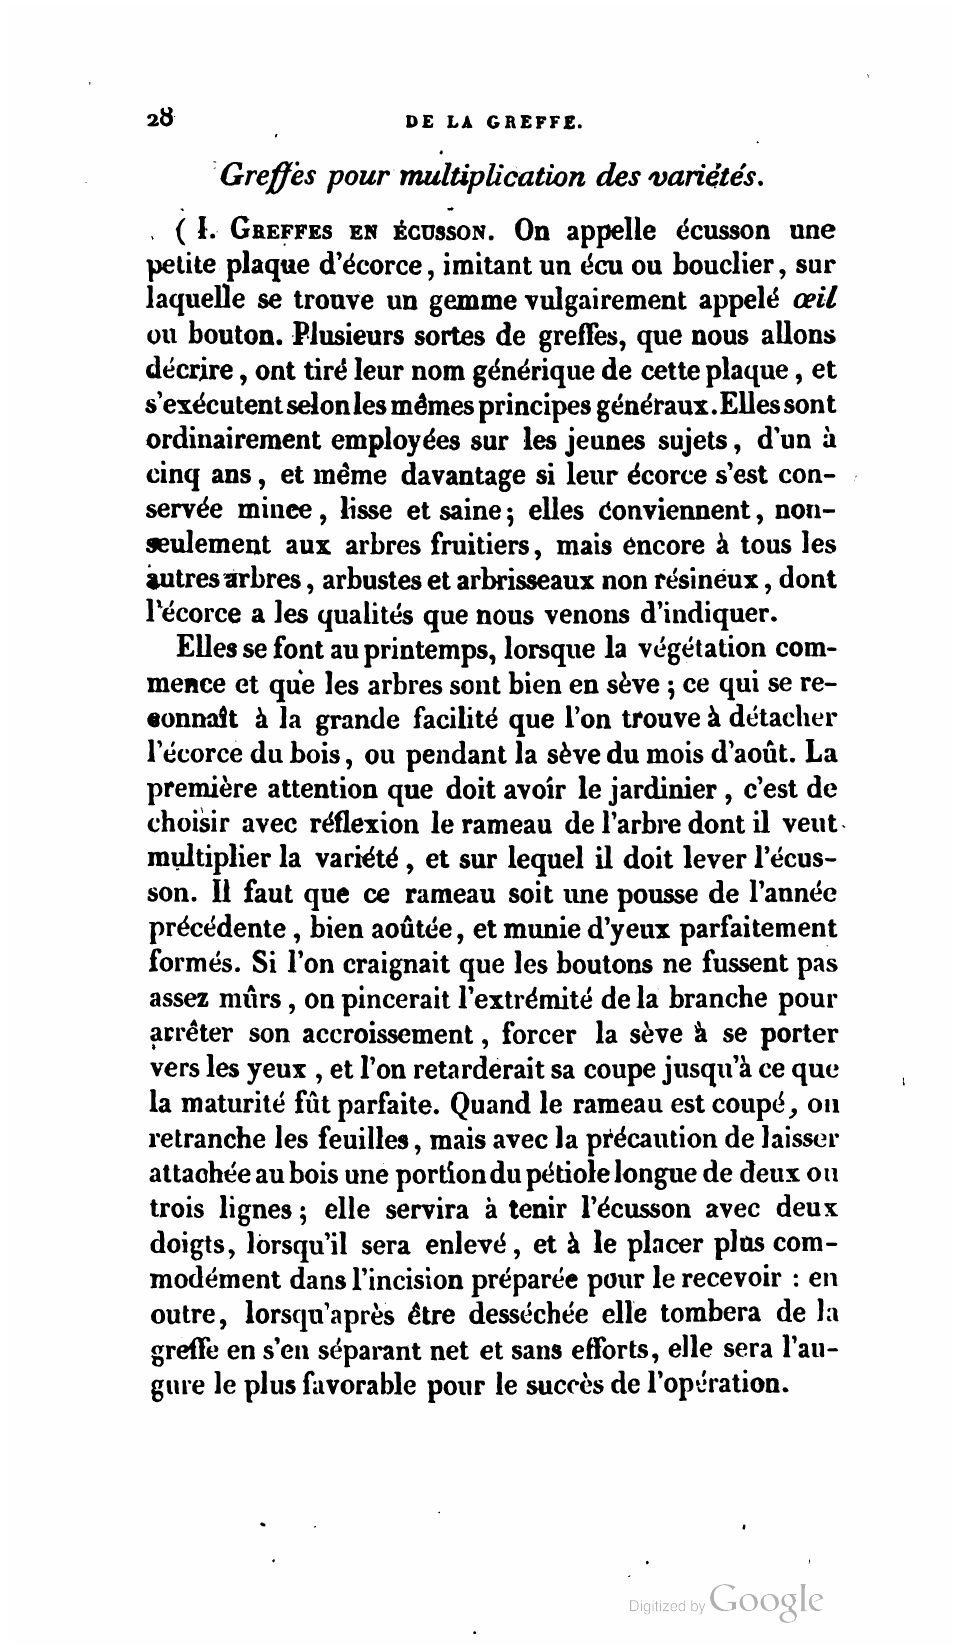 28 DE LA GREFFE.
Greffes pour multiplication des variétés.
( I. GREFFES EN ÉCUSSON. On appelle écusson une
petite plaque d'écorce, imitant un écu ou bouclier, sur
laquelle se trouve un gemme vulgairement appelé œil
ou bouton. Plusieurs sortes de greffes, que nous allons
décrire, ont tiré leur nom générique de cette plaque, et
s'exécutent selon les mêmes principes généraux. Elles sont
ordinairement employées sur les jeunes sujets, d'un à
cinq ans, et même davantage si leur écorce s'est con-
servée mince, lisse et saine; elles conviennent, non-
seulement aux arbres fruitiers, mais encore à tous les
autres arbres, arbustes et arbrisseaux non résineux, dont
l'écorce a les qualités que nous venons d'indiquer.
Elles se font au printemps, lorsque la végétation com-
mence et que les arbres sont bien en sève; ce qui se re-
connaît à la grande facilité que l'on trouve à détacher
l'écorce du bois, ou pendant la sève du mois d'août. La
première attention que doit avoir le jardinier, c'est de
choisir avec réflexion le rameau de l'arbre dont il veut
multiplier la variété, et sur lequel il doit lever l'écus-
son. Il faut que ce rameau soit une pousse de l'année
précédente, bien aoûtée, et munie d'yeux parfaitement
formés. Si l'on craignait que les boutons ne fussent pas
assez mûrs, on pincerait l'extrémité de la branche pour
arrêter son accroissement, forcer la sève à se porter
vers les yeux, et l'on retarderait sa coupe jusqu'à ce que
la maturité fût parfaite. Quand le rameau est coupé, on
retranche les feuilles, mais avec la précaution de laisser
attachée au bois une portion du pétiole longue de deux ou
trois lignes; elle servira à tenir l'écusson avec deux
doigts, lorsqu'il sera enlevé, et à le placer plus com-
modément dans l'incision préparée pour le recevoir : en
outre, lorsqu'après être desséchée elle tombera de la
greffe en s'en séparant net et sans efforts, elle sera l'au-
gure le plus favorable pour le succès de l'opération.
Digitized by Google